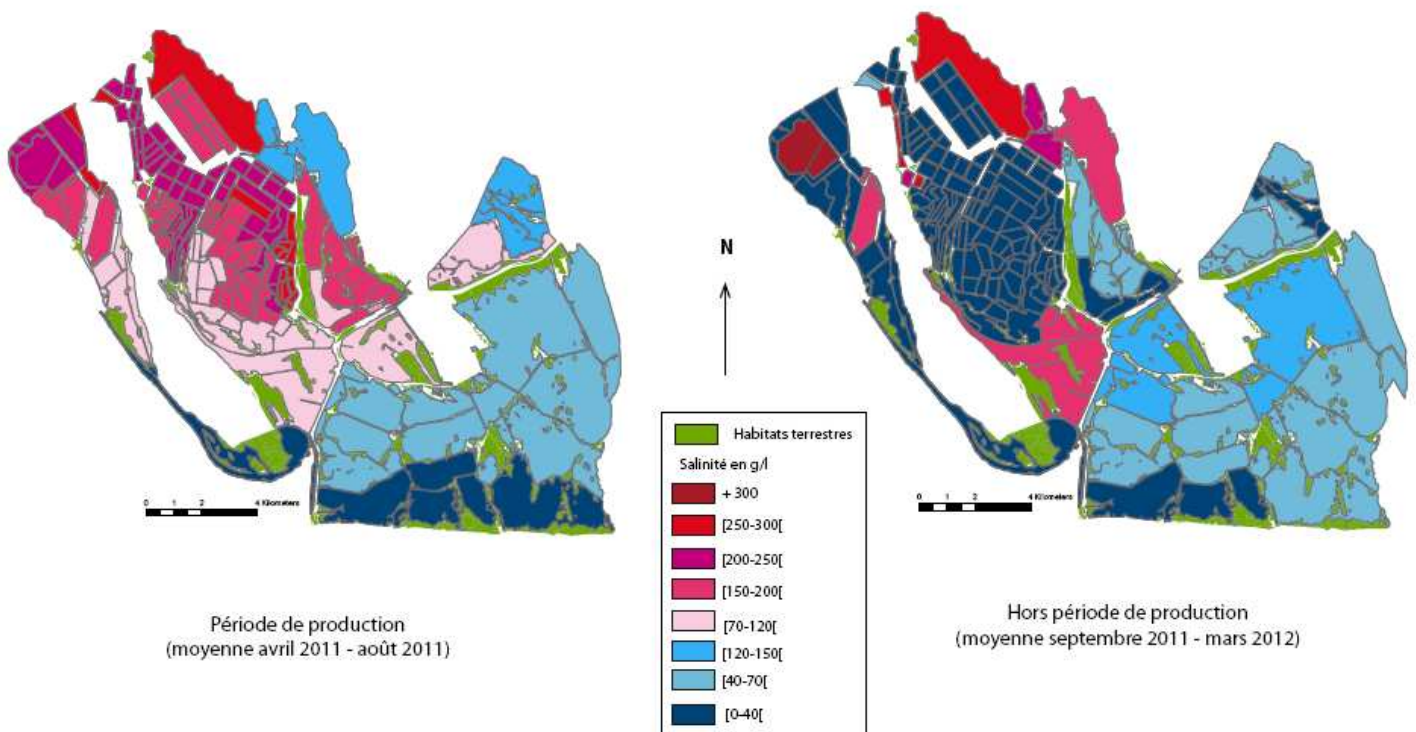 N
Habitats terrestres
Salinité en g/l
+ 300
[250-300[
[200-250[
[150-200[
[70-120[
[120-150[
[40-70[
[0-40[
0 1 2 4 Kilometers
0 1 2 4 Kilometers
Période de production
(moyenne avril 2011 - août 2011)
Hors période de production
(moyenne septembre 2011 - mars 2012)